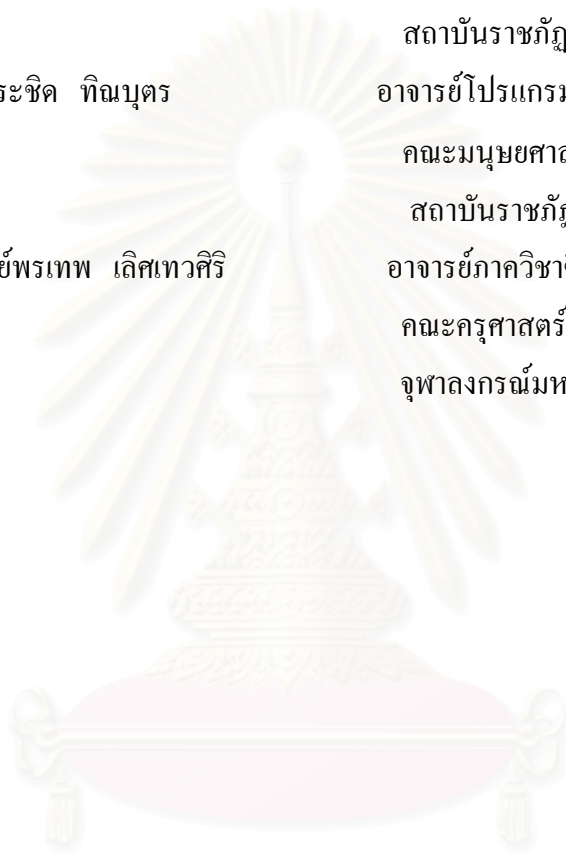 สถาบันราชภัฏ
ระชิด ทิณบุตร อาจารย์โปรแกรม
คณะมนุษยศาส
สถาบันราชภัฏ
ย์พรเทพ เลิศเทวศิริ อาจารย์ภาควิชา
คณะครุศาสตร์
จุฬาลงกรณ์มห